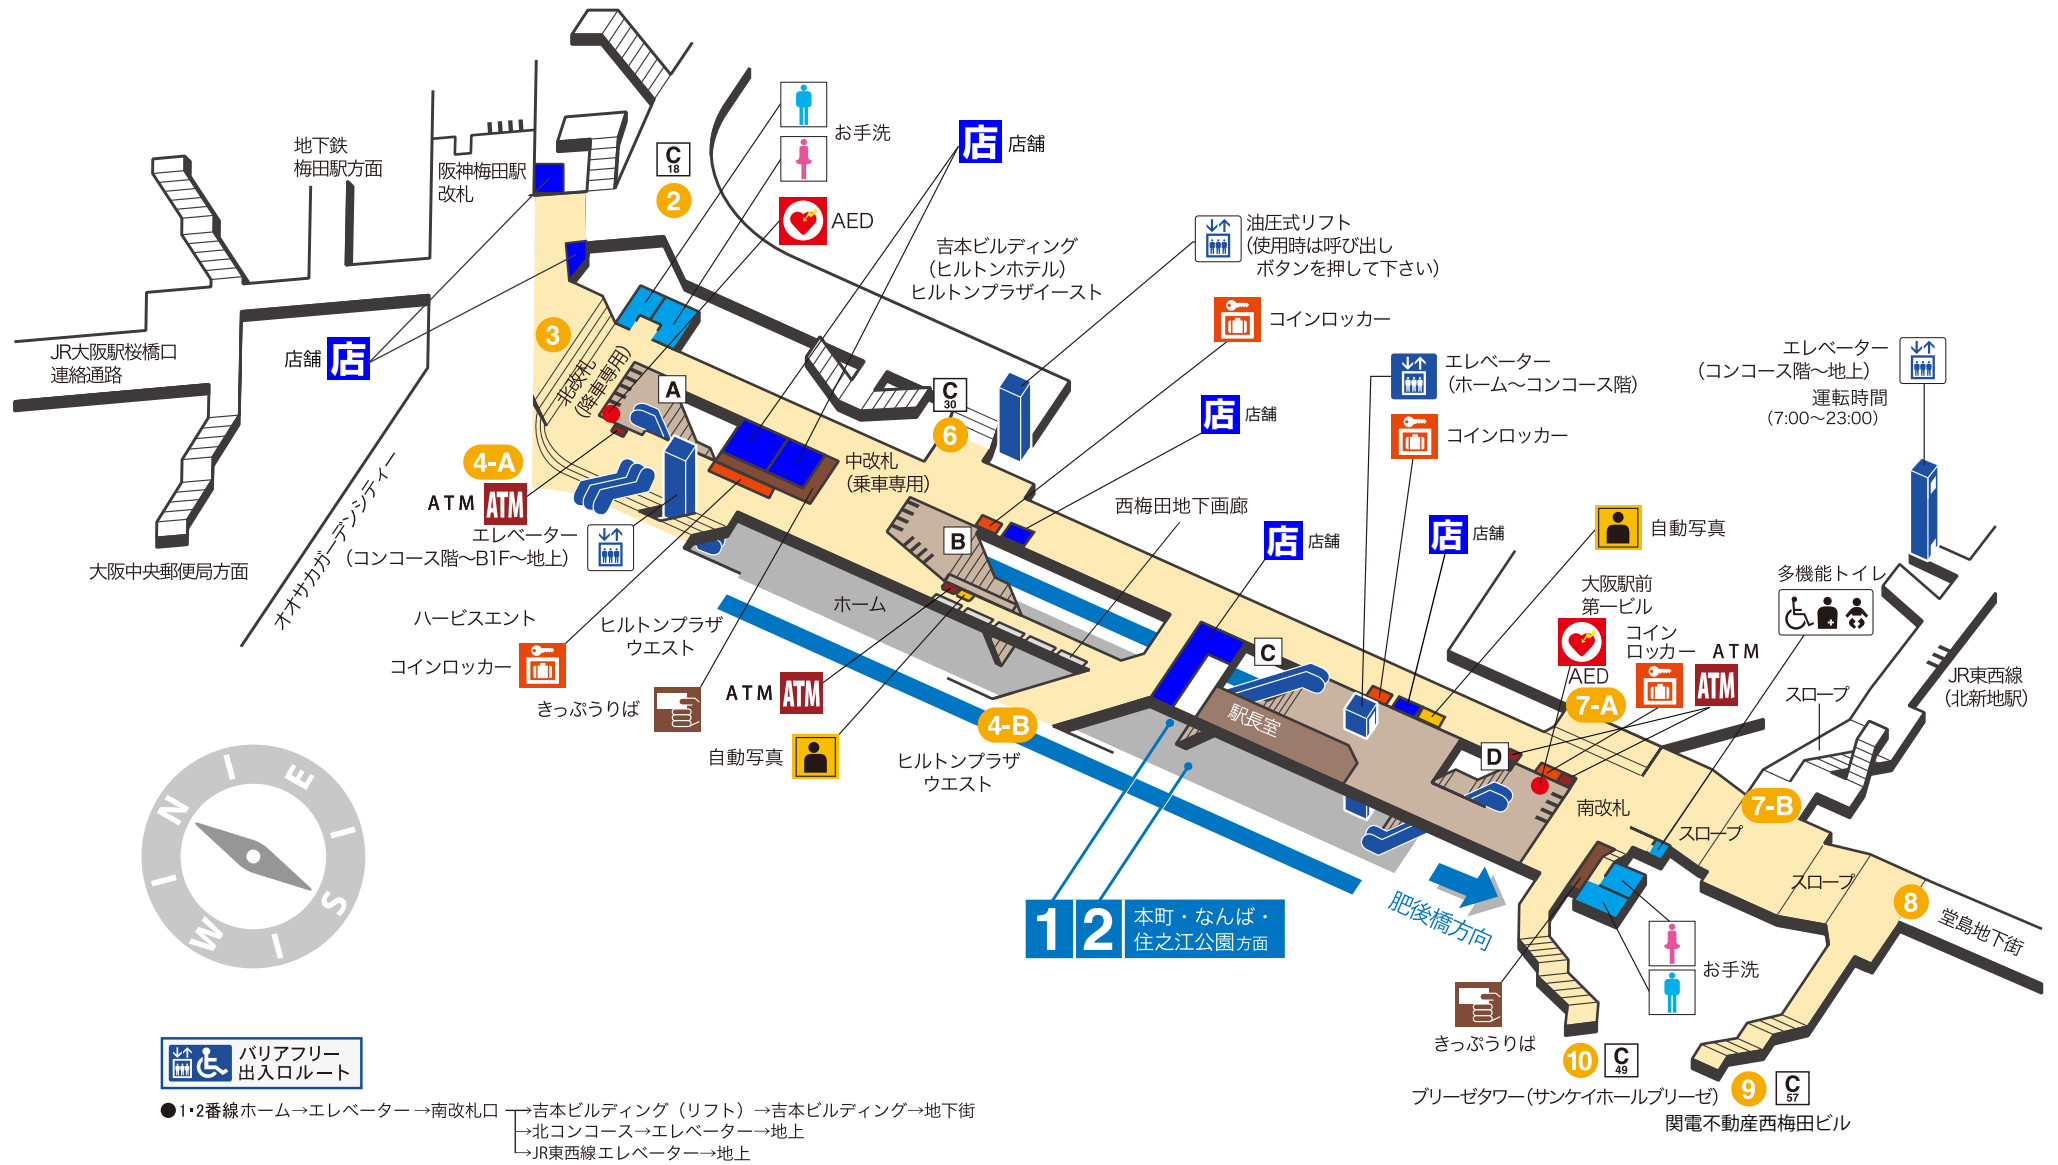 お手洗
C
18
2
AED
店舗
地下鉄
梅田駅方面
阪神梅田駅
改札
吉本ビルディング
(ヒルトンホテル)
ヒルトンプラザイースト
油圧式リフト
(使用時は呼び出し
ボタンを押して下さい)
コインロッカー
JR大阪駅桜橋口
連絡通路
店舗 店
3
北改札
(降車専用)
A
C
30
6
店 店舗
エレベーター
(ホーム〜コンコース階)
コインロッカー
エレベーター
(コンコース階〜地上)
運転時間
(7:00〜23:00)
4-A
ATM ATM
中改札
(乗車専用)
西梅田地下画廊
エレベーター
(コンコース階〜B1F〜地上)
大阪中央郵便局方面
オオサカガーデンシティー
B
店 店舗
店 店舗
自動写真
大阪駅前
第一ビル
多機能トイレ
ハービスエント
ヒルトンプラザ
ウエスト
ホーム
コインロッカー
きっぷうりば
ATM ATM
自動写真
4-B
ヒルトンプラザ
ウエスト
C
駅長室
AED
コイン
ロッカー
ATM
ATM
7-A
D
スロープ
JR東西線
(北新地駅)
南改札
7-B
スロープ
スロープ
8
堂島地下街
N
E
S
W
1 2 本町・なんば・
住之江公園方面
肥後橋方向
お手洗
きっぷうりば
10
C
49
ブリーゼタワー(サンケイホールブリーゼ)
9
C
57
関電不動産西梅田ビル
バリアフリー
出入口ルート
●1・2番線ホーム→エレベーター→南改札口→吉本ビルディング(リフト)→吉本ビルディング→地下街
→北コンコース→エレベーター→地上
→JR東西線エレベーター→地上